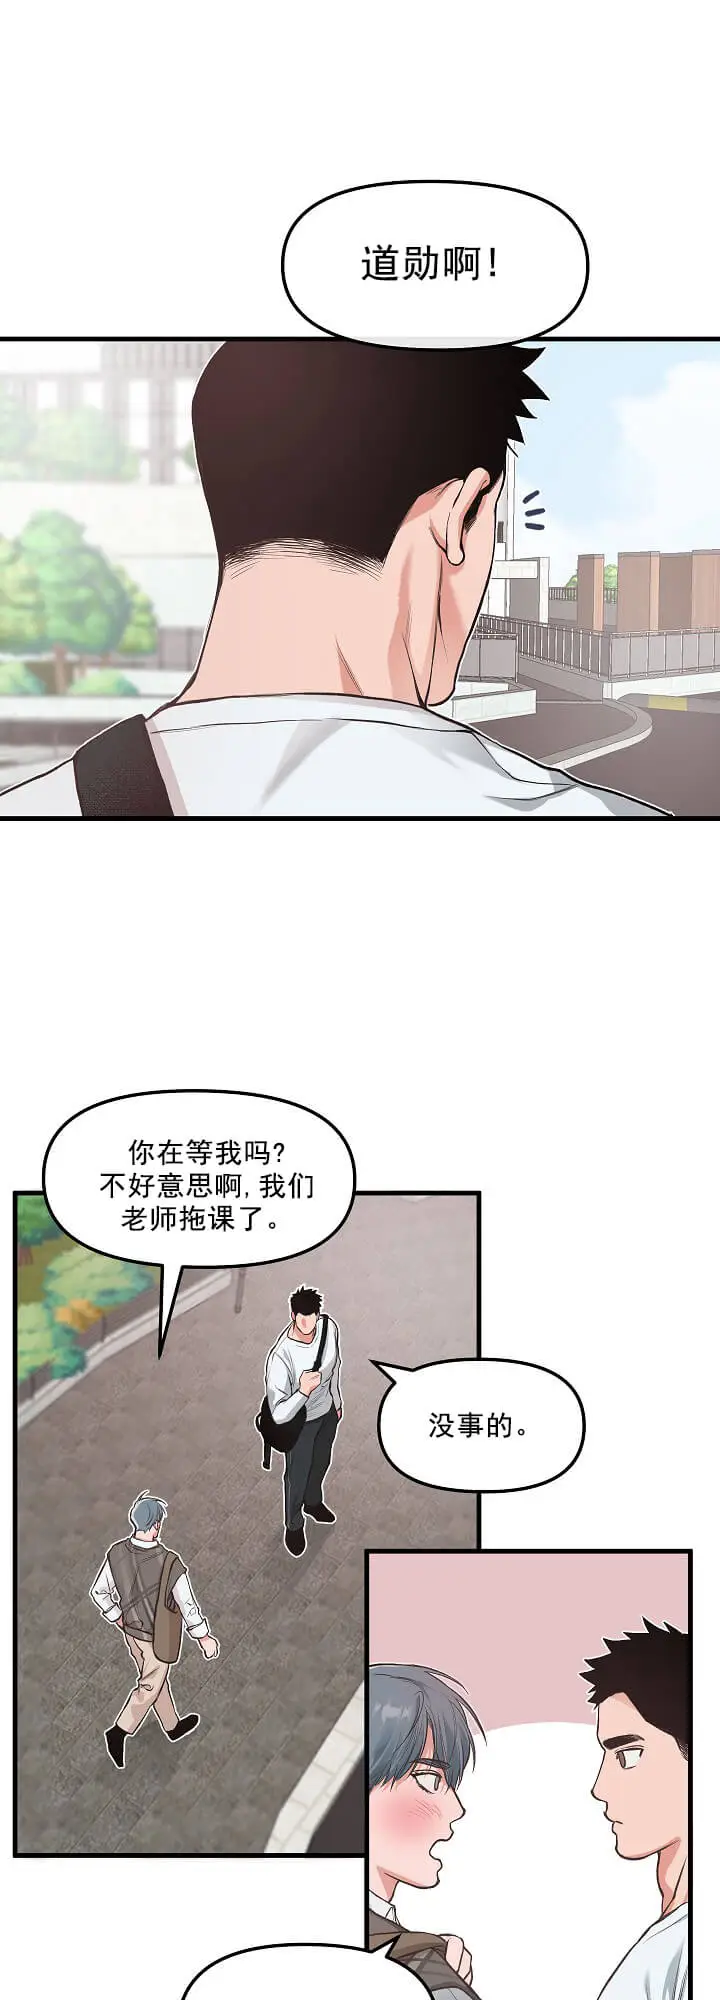 道勋啊!
你在等我吗?
不好意思啊,我们
老师拖课了。
没事的。